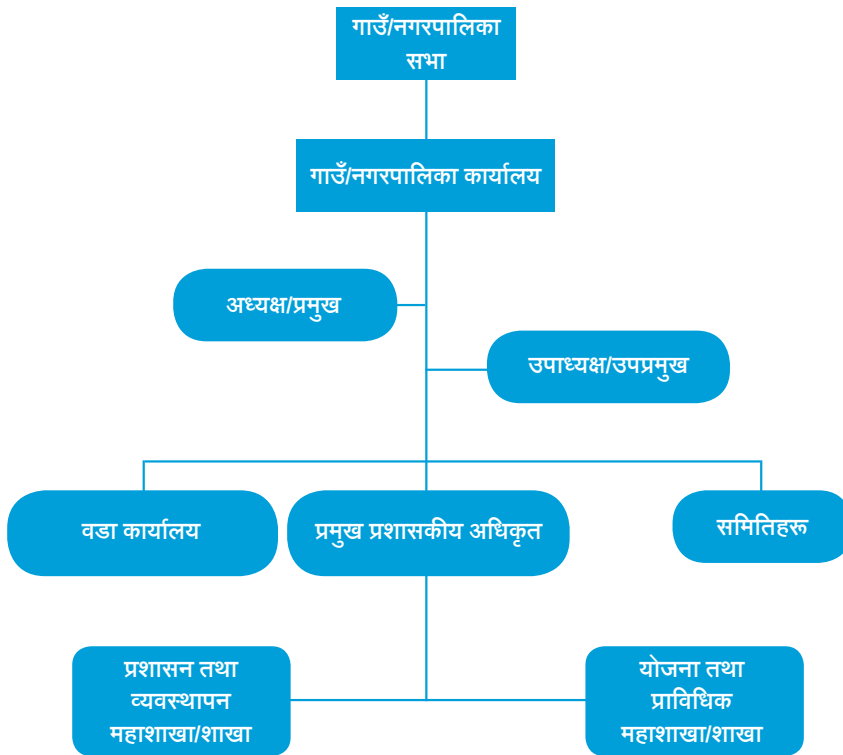 गाउँ/नगरपालिका
सभा
गाउँ/नगरपालिका कार्यालय
अध्यक्ष/प्रमुख
उपाध्यक्ष/उपप्रमुख
वडा कार्यालय
प्रमुख प्रशासकीय अधिकृत
समितिहरू
प्रशासन तथा
व्यवस्थापन
महाशाखा/शाखा
योजना तथा
प्राविधिक
महाशाखा/शाखा